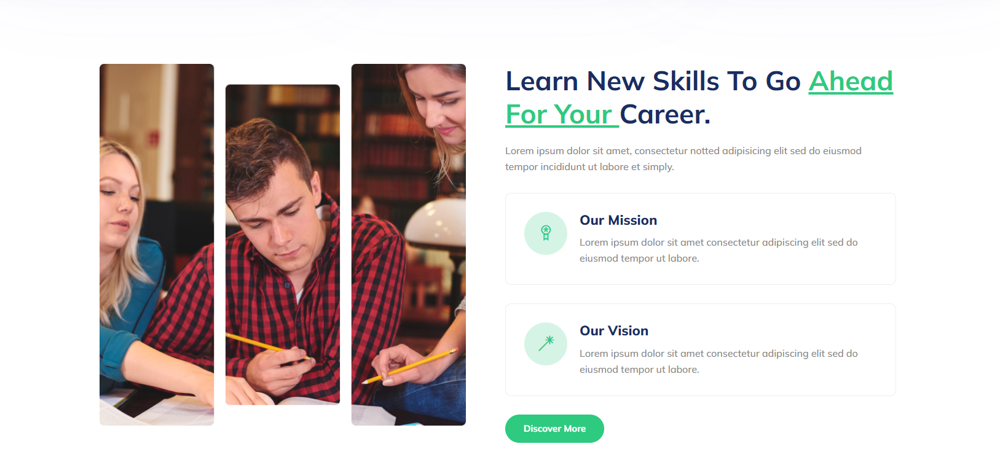 Learn New Skills To Go Ahead
For Your Career.
Lorem ipsum dolor sit amet, consectetur notted adipisicing elit sed do eiusmod
tempor incididunt ut labore et simply.
Our Mission
Lorem ipsum dolor sit amet consectetur adipiscing elit sed do
eiusmod tempor ut labore.
Our Vision
Lorem ipsum dolor sit amet consectetur adipiscing elit sed do
eiusmod tempor ut labore.
Discover More